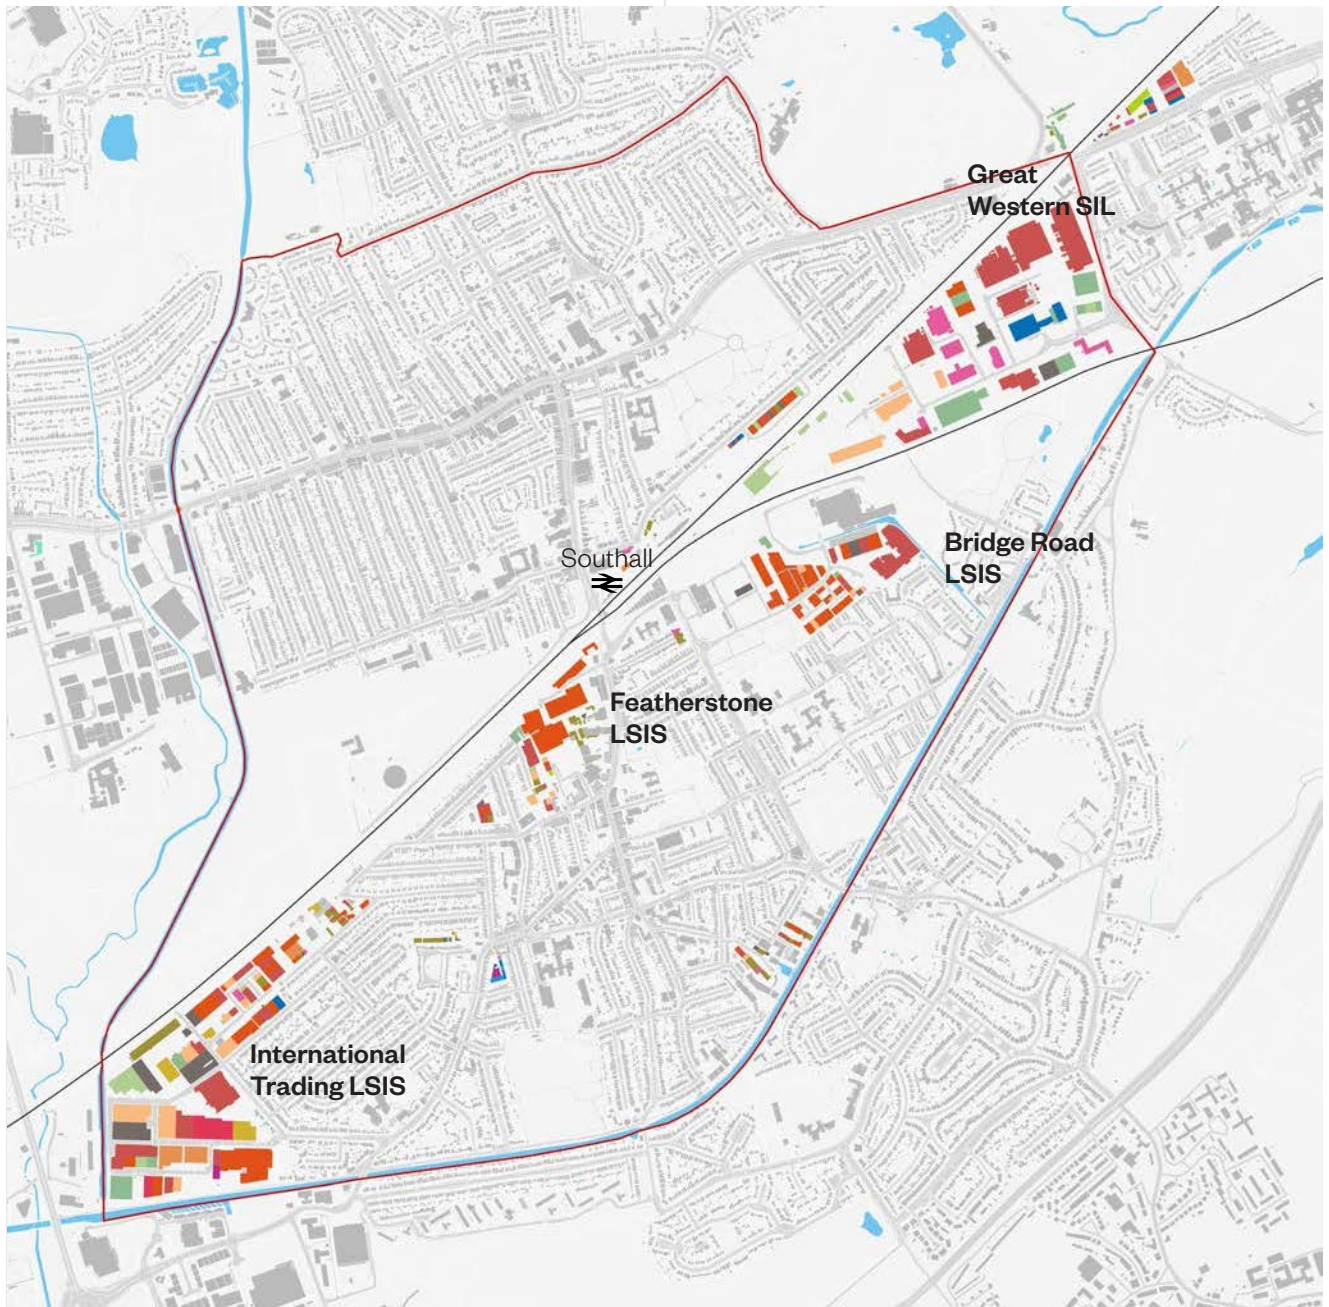 Great
Western SIL
Southall
Bridge Road
LSIS
Featherstone
LSIS
International
Trading LSIS